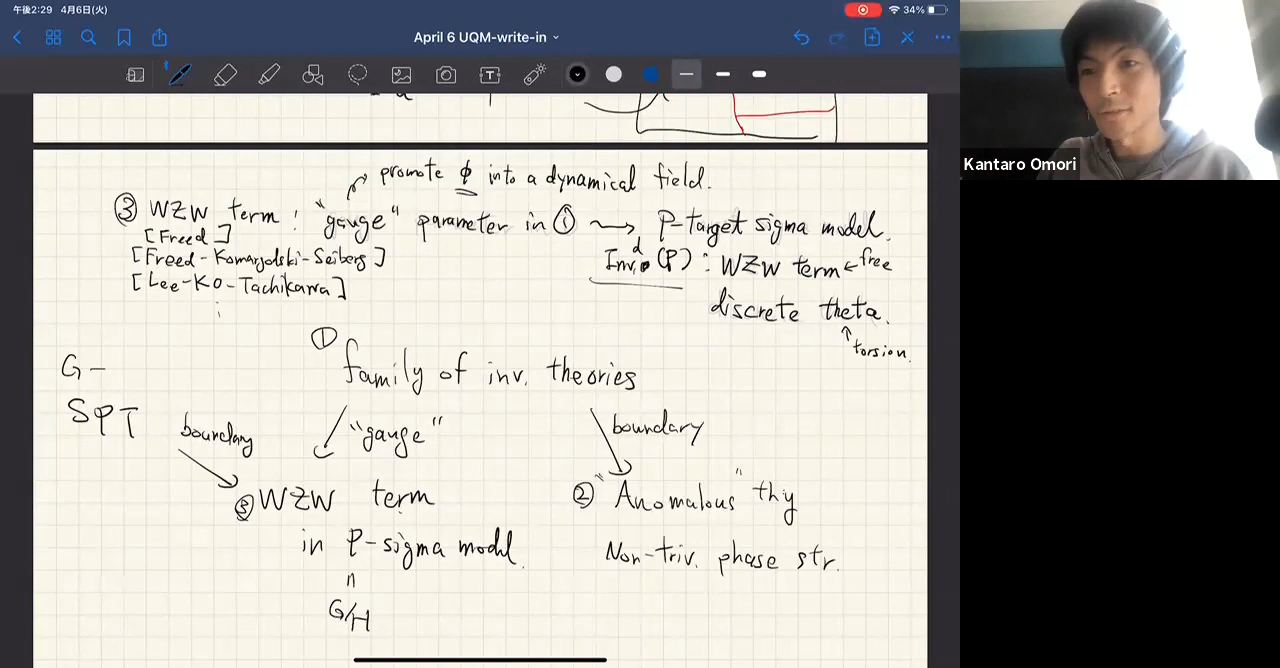 午後2:29 4月6日(火)
34%
April 6 UQM-write-in
Kantaro Omori
promote ϕ into a dynamical field.
③ WZW term : "gauge" parameter in ① ⇝ P-target sigma model.
[Freed]
[Freed-Komargodski-Seiberg]
[Lee-KO-Tachikawa]
(P) : WZW term ← free
discrete theta.
↑ torsion.
①
family of inv. theories
G-
SPT
boundary
"gauge"
boundary
③ WZW term
in P-sigma model.
G/H
② "Anomalous" thy
Non-triv. phase str.